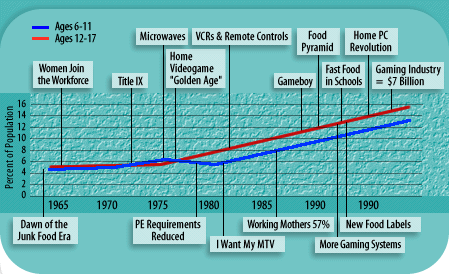 Ages 6-11
Ages 12-17
Microwaves
VCRs & Remote Controls
Food
Pyramid
Home PC
Revolution
Home
Videogame
"Golden Age"
Women Join
the Workforce
Title IX
Gameboy
Fast Food
in Schools
Gaming Industry
= $7 Billion
Percent of Population
16
14
12
10
8
6
4
2
0
1965
1970
1975
1980
1985
1990
1990
Dawn of the
Junk Food Era
PE Requirements
Reduced
I Want My MTV
Working Mothers 57%
New Food Labels
More Gaming Systems